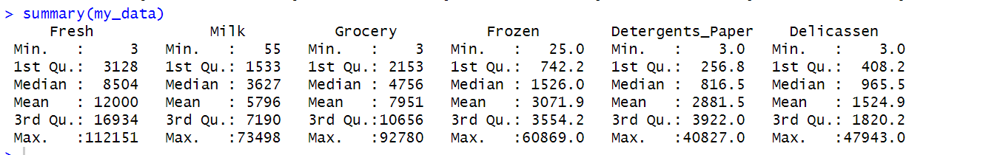 > summary(my_data)
     Fresh             Milk          Grocery          Frozen        Detergents_Paper    Delicassen     
 Min.   :     3   Min.   :   55   Min.   :    3   Min.   :   25.0   Min.   :    3.0   Min.   :    3.0  
 1st Qu.:  3128   1st Qu.: 1533   1st Qu.: 2153   1st Qu.:  742.2   1st Qu.:  256.8   1st Qu.:  408.2  
 Median :  8504   Median : 3627   Median : 4756   Median : 1526.0   Median :  816.5   Median :  965.5  
 Mean   : 12000   Mean   : 5796   Mean   : 7951   Mean   : 3071.9   Mean   : 2881.5   Mean   : 1524.9  
 3rd Qu.: 16934   3rd Qu.: 7190   3rd Qu.:10656   3rd Qu.: 3554.2   3rd Qu.: 3922.0   3rd Qu.: 1820.2  
 Max.   :112151   Max.   :73498   Max.   :92780   Max.   :60869.0   Max.   :40827.0   Max.   :47943.0  
>